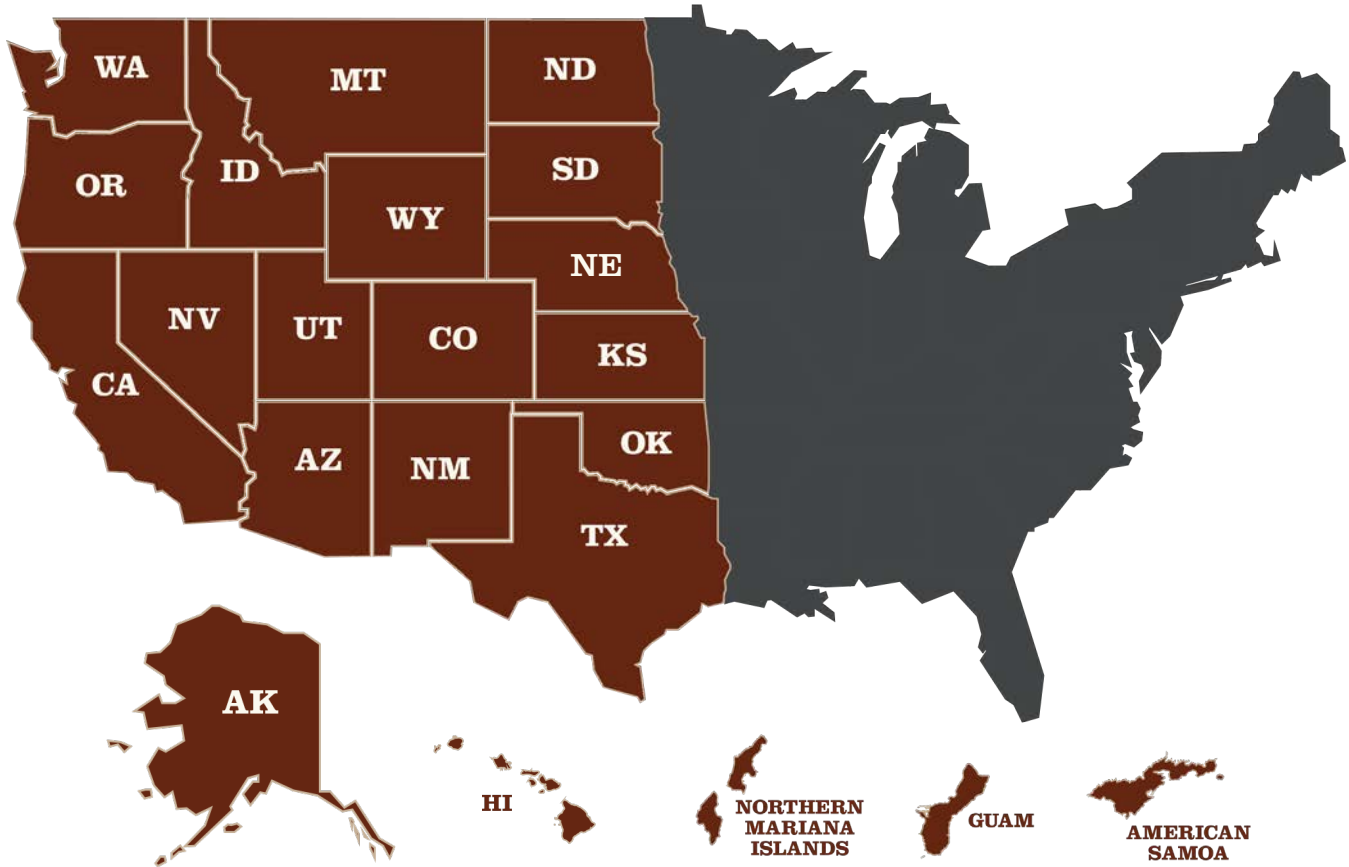 WA
MT
ND
OR
ID
SD
WY
NE
NV
UT
CO
KS
CA
AZ
NM
OK
TX
AK
HI
NORTHERN
MARIANA
ISLANDS
GUAM
AMERICAN
SAMOA